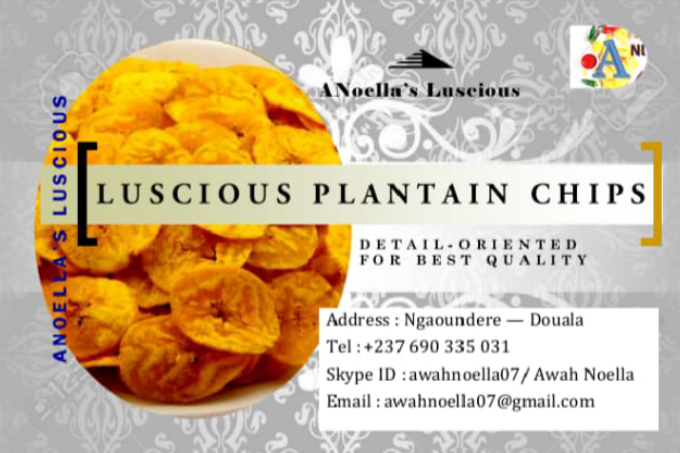 ANoella's Luscious
A NI
ANOELLA'S LUSCIOUS
LUSCIOUS PLANTAIN CHIPS
DETAIL-ORIENTED
FOR BEST QUALITY
Address : Ngaoundere — Douala
Tel : +237 690 335 031
Skype ID : awahnoella07/ Awah Noella
Email : awahnoella07@gmail.com